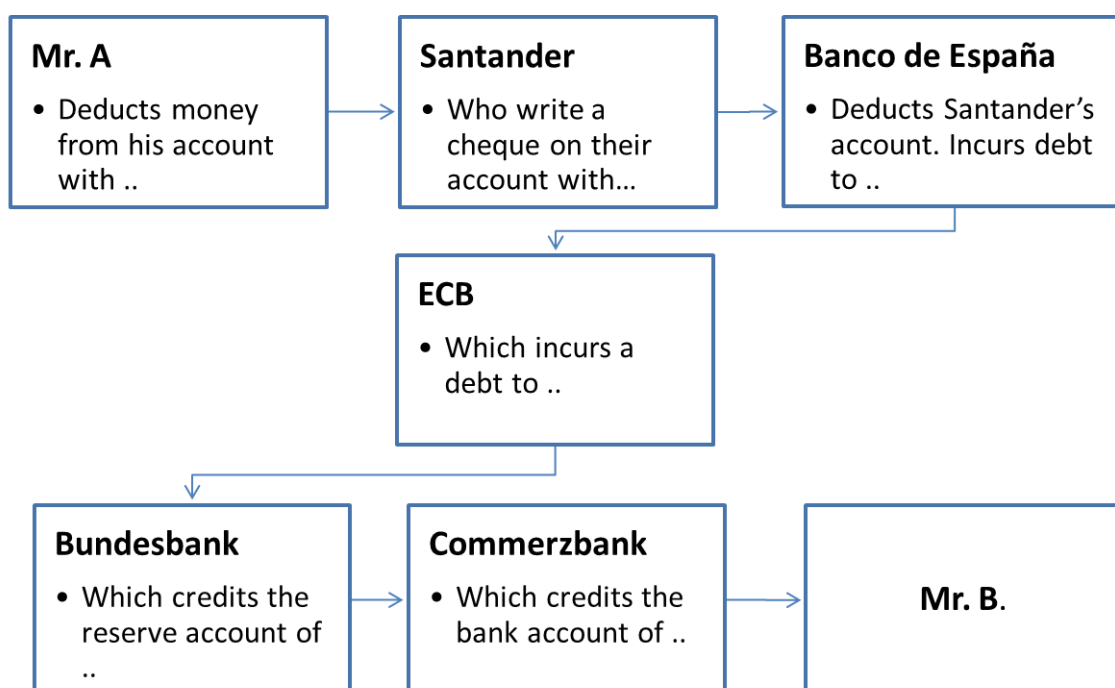 Mr. A
• Deducts money
from his account
with ..
Santander
• Who write a
cheque on their
account with...
Banco de España
• Deducts Santander’s
account. Incurs debt
to ..
ECB
• Which incurs a
debt to ..
Bundesbank
• Which credits the
reserve account of
..
Commerzbank
• Which credits the
bank account of ..
Mr. B.